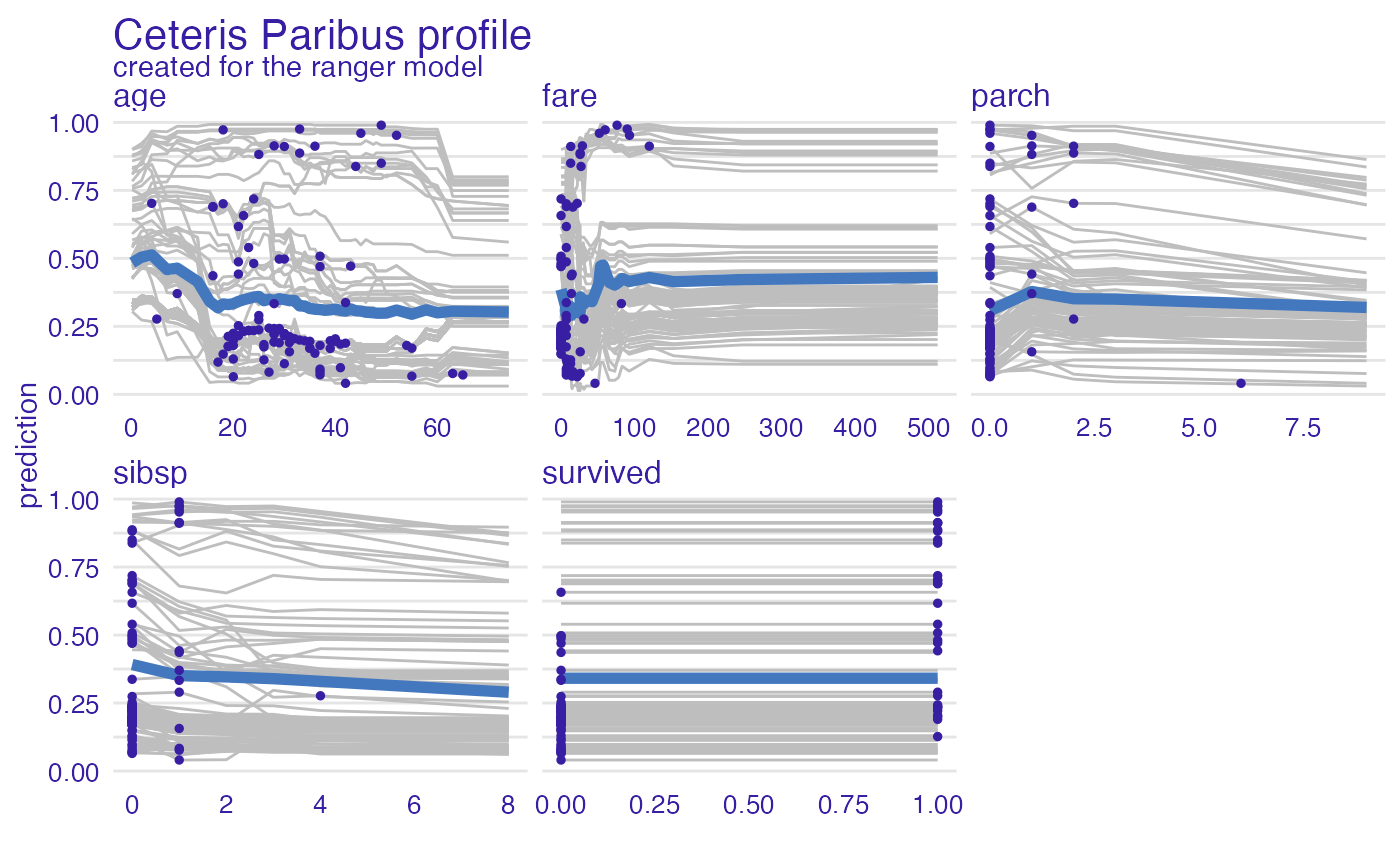 Ceteris Paribus profile
created for the ranger model
age
fare
parch
1.00
0.75
0.50
0.25
0.00
0 20 40 60
0 100 200 300 400 500
0.0 2.5 5.0 7.5
prediction
sibsp
survived
1.00
0.75
0.50
0.25
0.00
0 2 4 6 8
0.00 0.25 0.50 0.75 1.00